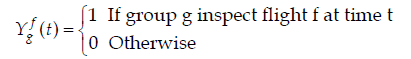 Y_g^f (t) = { 1 If group g inspect flight f at time t
0 Otherwise